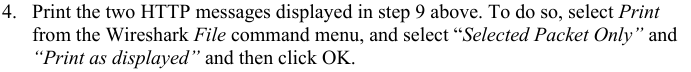 4. Print the two HTTP messages displayed in step 9 above. To do so, select Print
from the Wireshark File command menu, and select “Selected Packet Only” and
“Print as displayed” and then click OK.